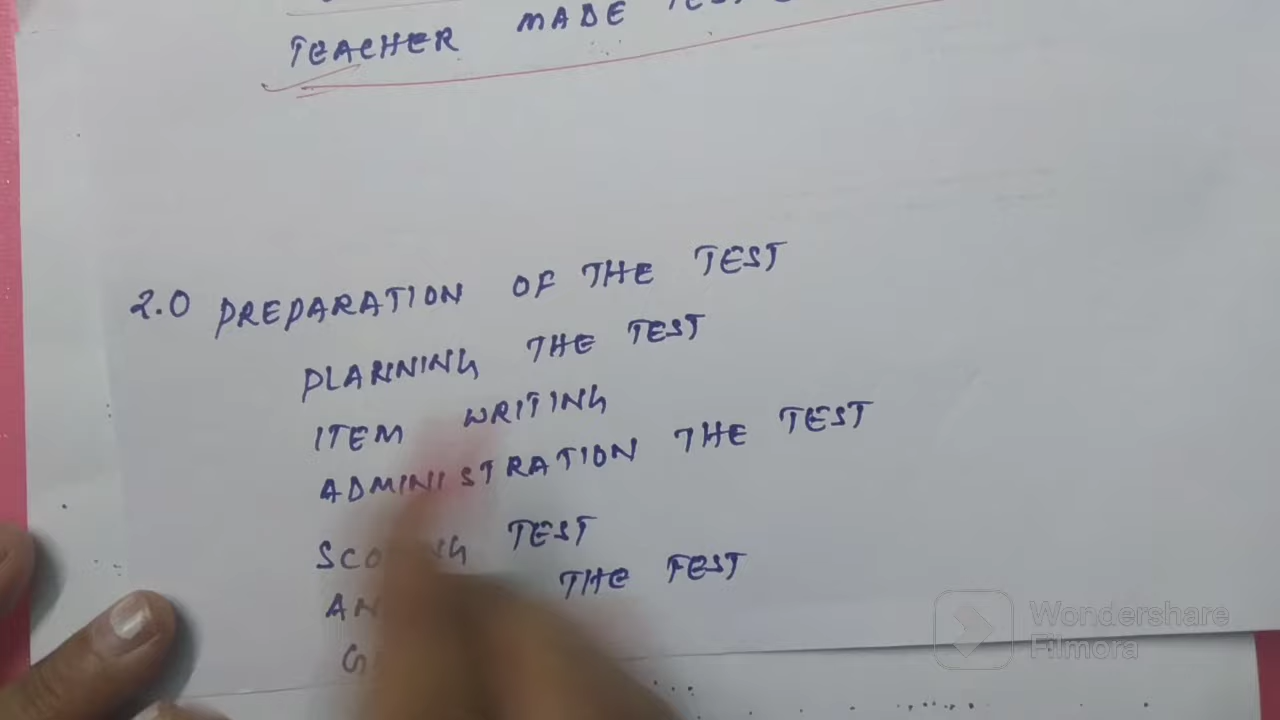 TEACHER MADE
2.0 PREPARATION OF THE TEST
PLANNING THE TEST
ITEM WRITING
ADMINISTRATION THE TEST
TEST
THE TEST
Wondershare
Filmora